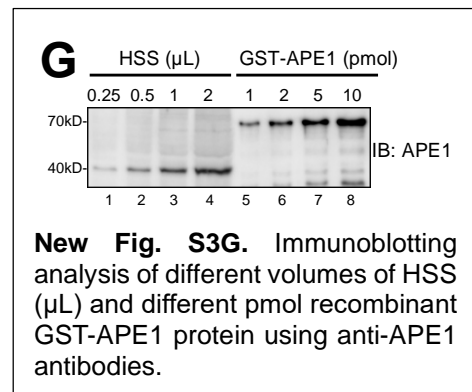 G
HSS (µL) GST-APE1 (pmol)
0.25 0.5 1 2 1 2 5 10
70kD-
IB: APE1
40kD-
1 2 3 4 5 6 7 8
New Fig. S3G. Immunoblotting
analysis of different volumes of HSS
(µL) and different pmol recombinant
GST-APE1 protein using anti-APE1
antibodies.